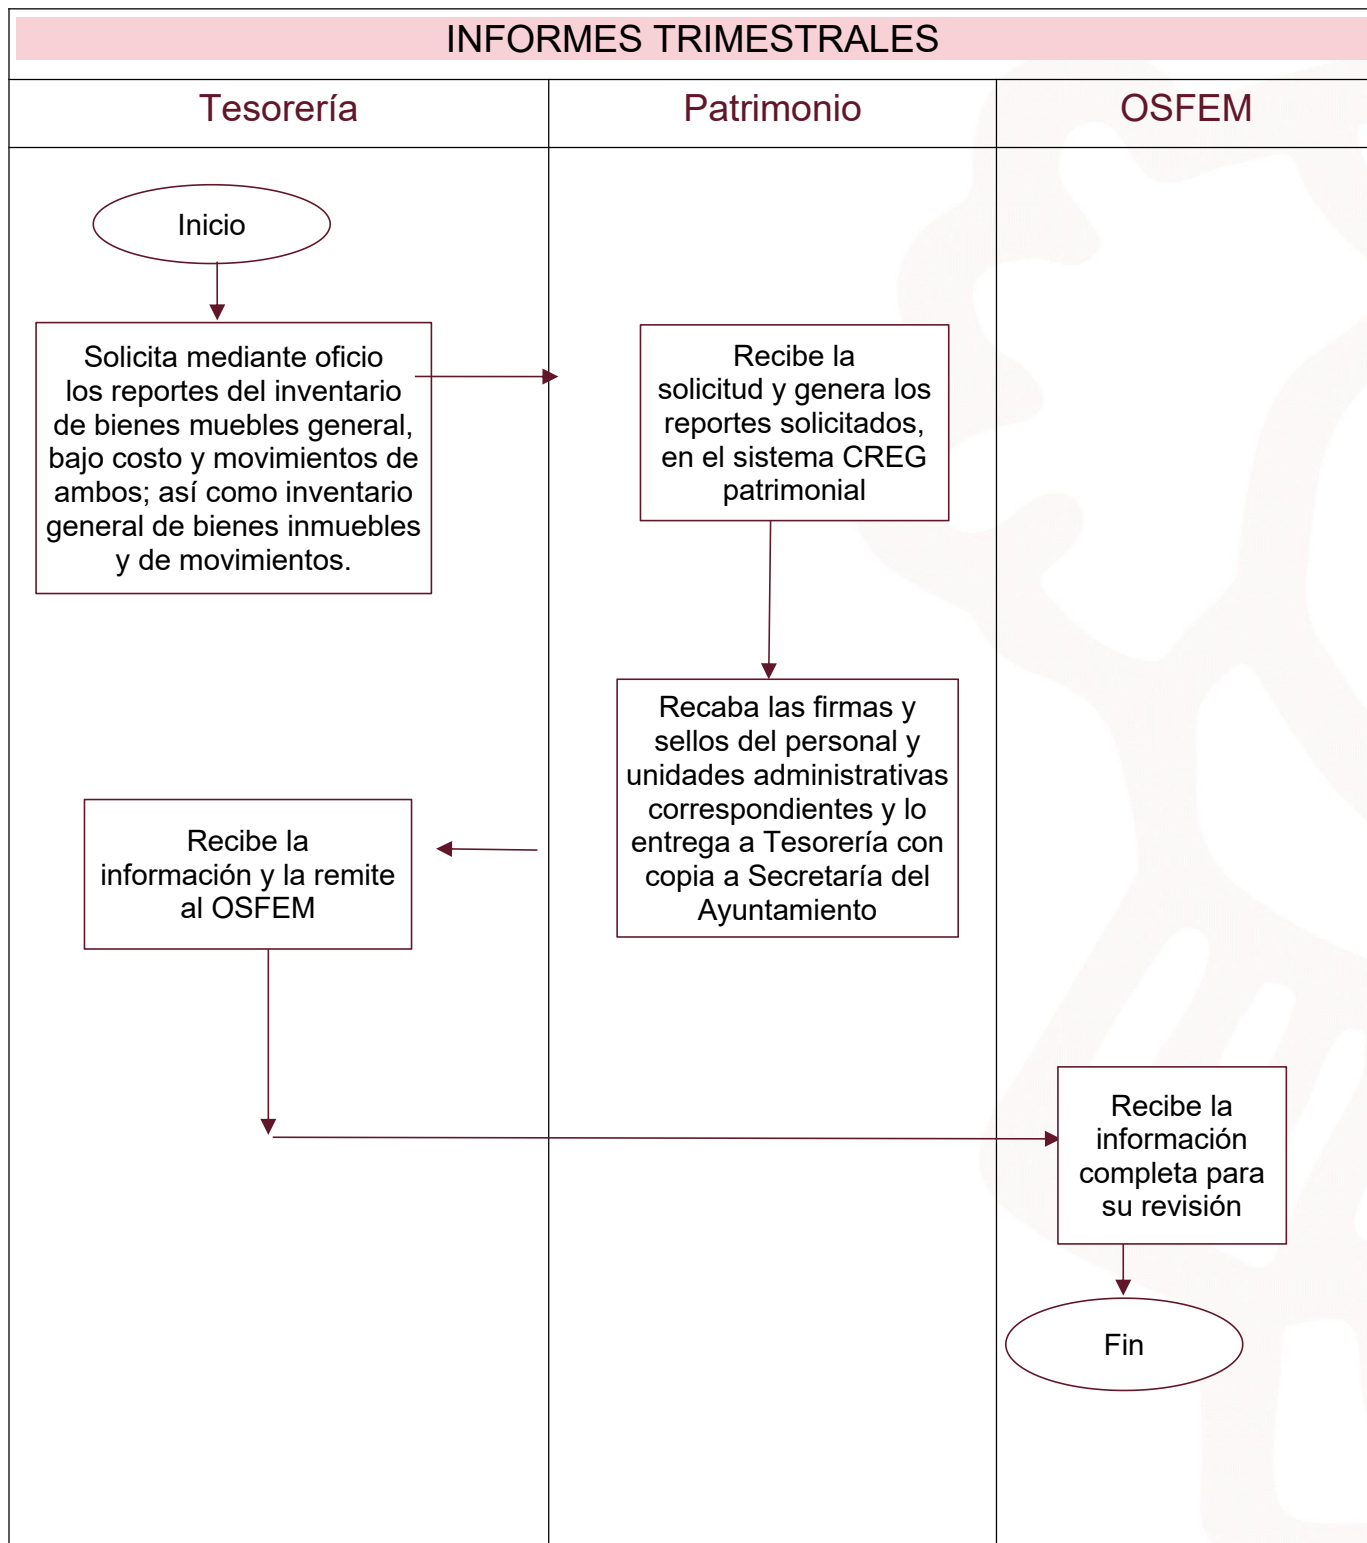 INFORMES TRIMESTRALES
Tesorería
Patrimonio
OSFEM
Inicio
Solicita mediante oficio
los reportes del inventario
de bienes muebles general,
bajo costo y movimientos de
ambos; así como inventario
general de bienes inmuebles
y de movimientos.
Recibe la
solicitud y genera los
reportes solicitados,
en el sistema CREG
patrimonial
Recaba las firmas y
sellos del personal y
unidades administrativas
correspondientes y lo
entrega a Tesorería con
copia a Secretaría del
Ayuntamiento
Recibe la
información y la remite
al OSFEM
Recibe la
información
completa para
su revisión
Fin